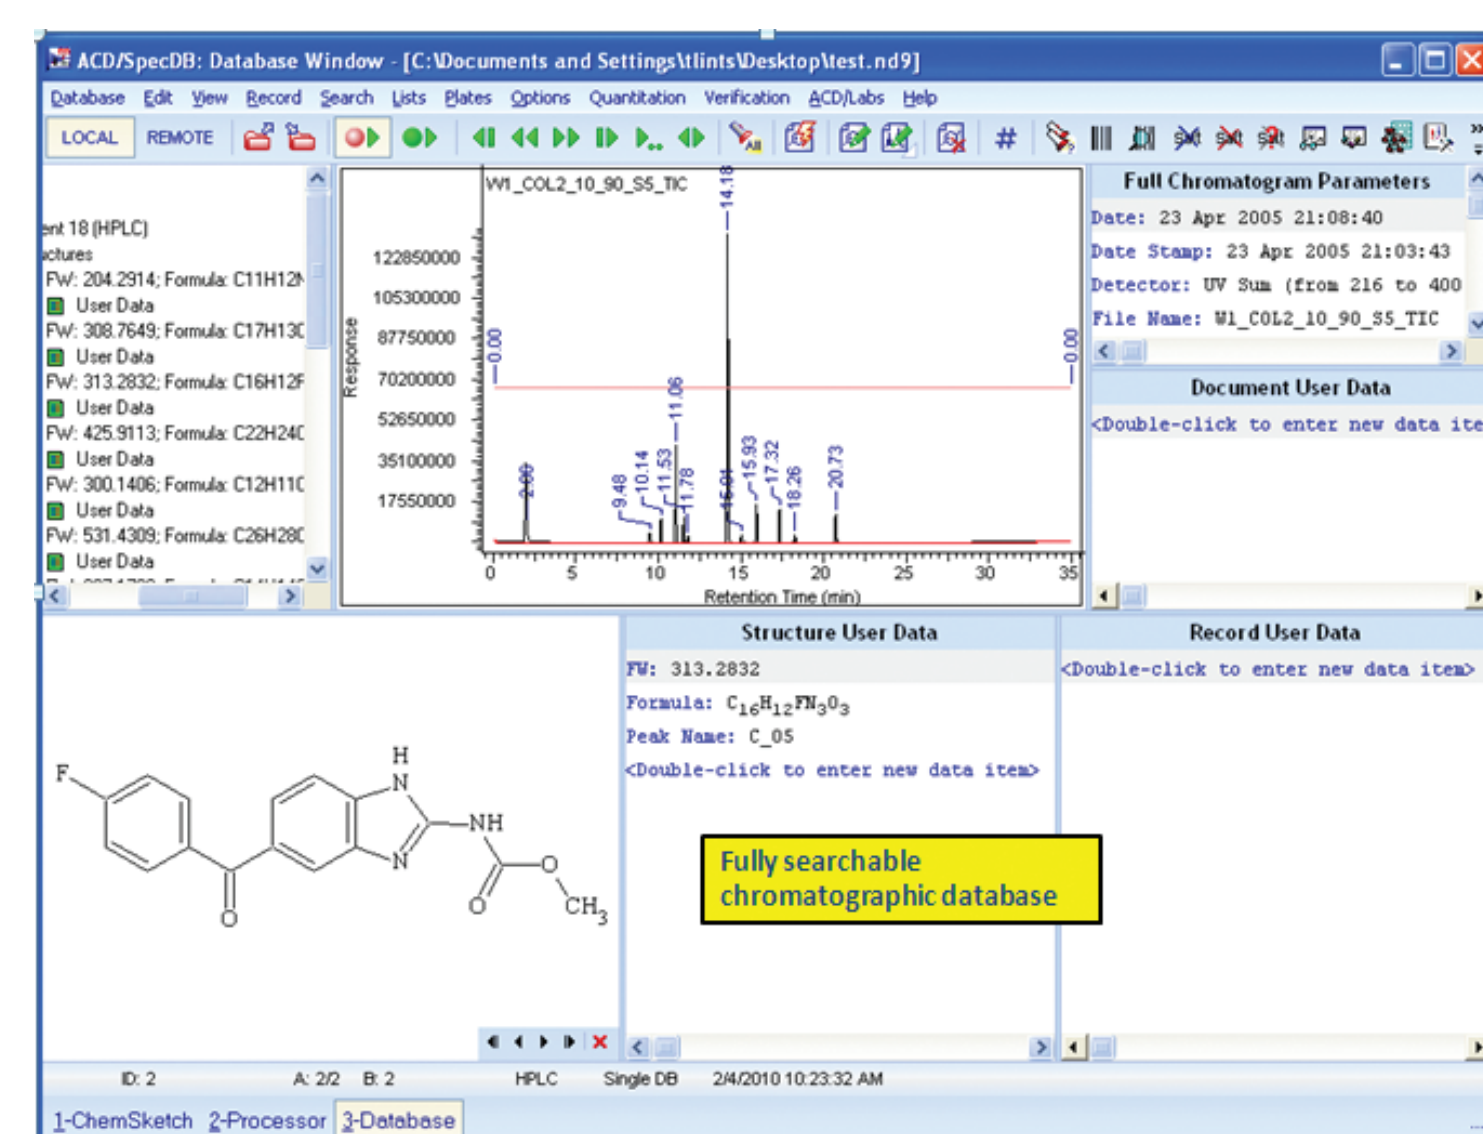 ACD/SpecDB: Database Window - [C:\Documents and Settings\tlints\Desktop\test.nd9]
Database Edit View Record Search Lists Plates Options Quantitation Verification ACD/Labs Help
LOCAL REMOTE All #
ent 18 (HPLC)
uctures
FW: 204.2914; Formula: C11H12N
User Data
FW: 308.7649; Formula: C17H13C
User Data
FW: 313.2832; Formula: C16H12F
User Data
FW: 425.9113; Formula: C22H24C
User Data
FW: 300.1406; Formula: C12H11C
User Data
FW: 531.4309; Formula: C26H28C
User Data
W1_COL2_10_90_S5_TIC
Response
122850000
105300000
87750000
70200000
52650000
35100000
17550000
0.00
2.00
9.48
10.14
11.06
11.53
11.78
14.18
15.01
15.93
17.32
18.26
20.73
0.00
0 5 10 15 20 25 30 35
Retention Time (min)
Full Chromatogram Parameters
Date: 23 Apr 2005 21:08:40
Date Stamp: 23 Apr 2005 21:03:43
Detector: UV Sum (from 216 to 400
File Name: W1_COL2_10_90_S5_TIC
Document User Data
<Double-click to enter new data ite
F
O
H
N
N
NH
O
O
CH3
Structure User Data
FW: 313.2832
Formula: C16H12FN3O3
Peak Name: C_05
<Double-click to enter new data item>
Fully searchable
chromatographic database
Record User Data
<Double-click to enter new data item>
ID: 2 A: 2/2 B: 2 HPLC Single DB 2/4/2010 10:23:32 AM
1-ChemSketch 2-Processor 3-Database